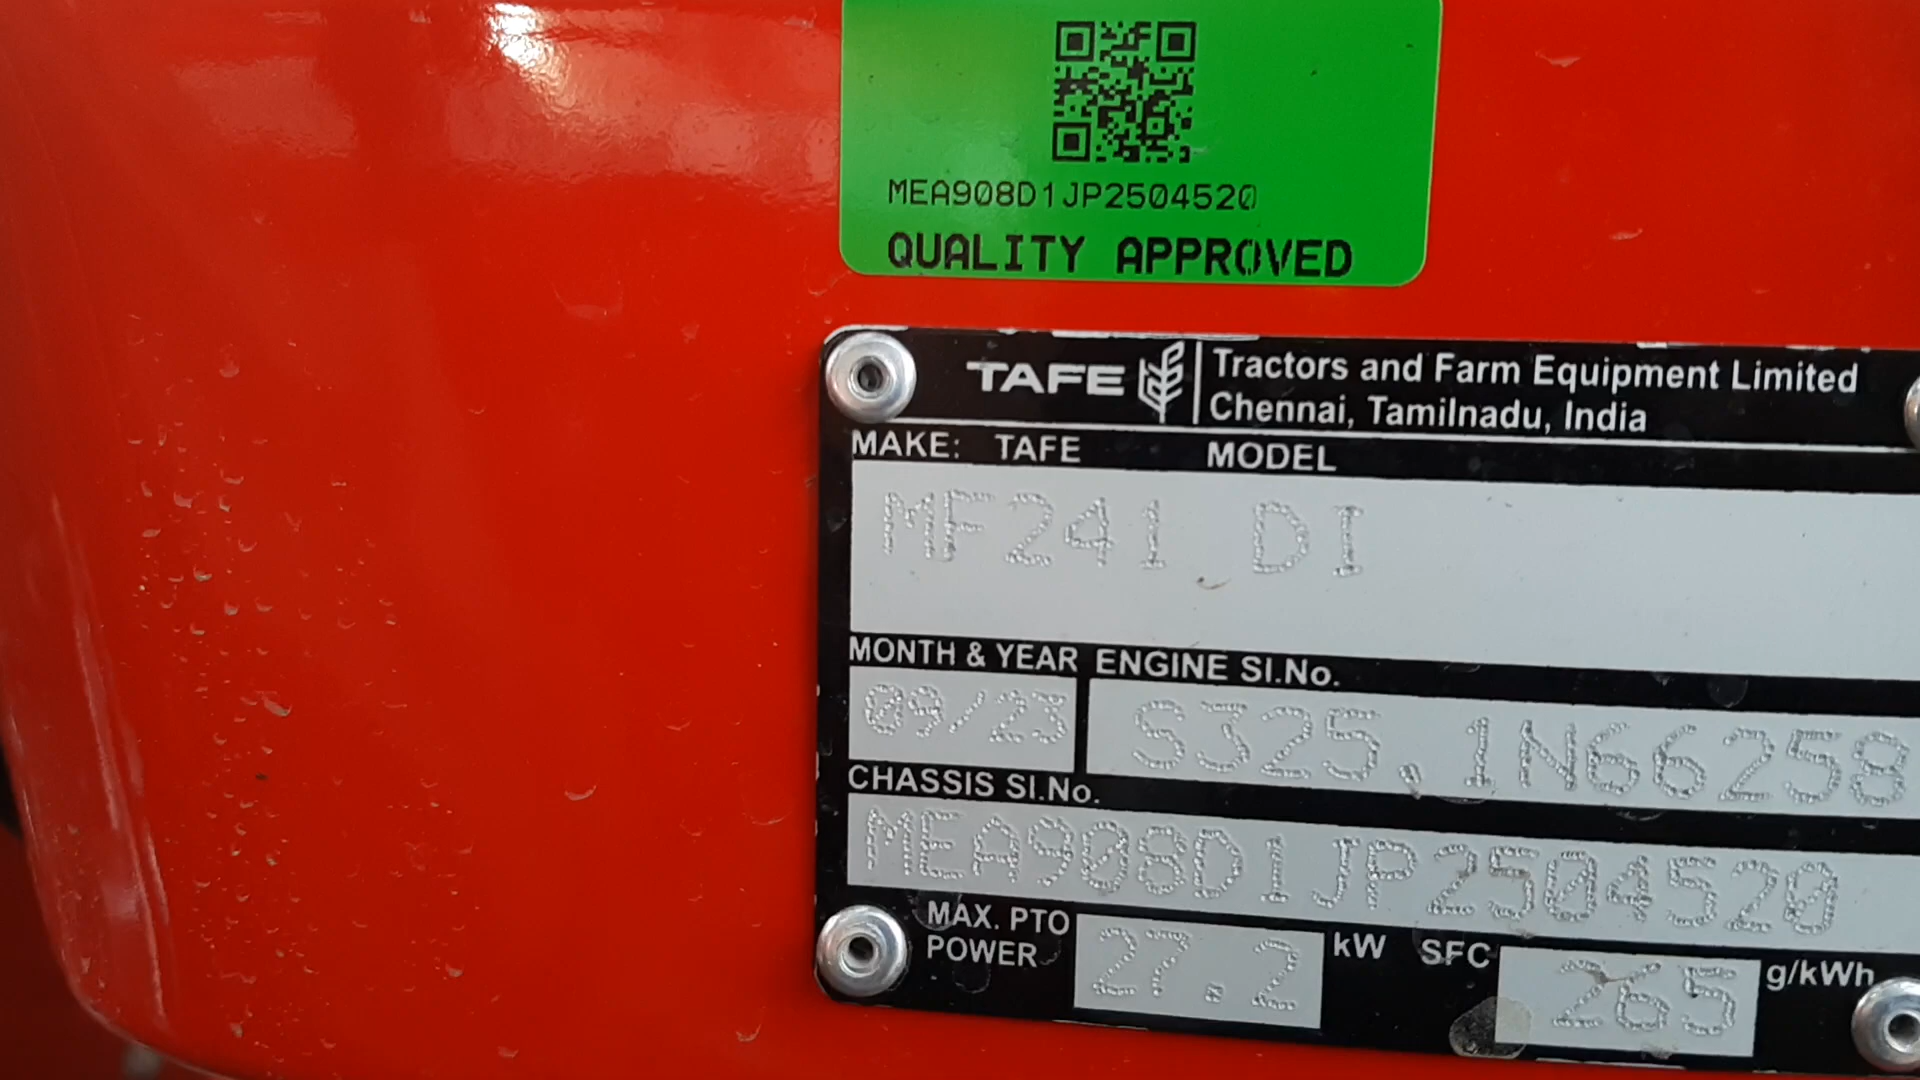 MEA908D1JP2504520
QUALITY APPROVED
TAFE
Tractors and Farm Equipment Limited
Chennai, Tamilnadu, India
MAKE: TAFE MODEL
MF241 DI
MONTH & YEAR ENGINE Sl.No.
09/23 S325.1N66258
CHASSIS Sl.No.
MEA908D1JP2504520
MAX. PTO POWER 27.2 kW SFC 265 g/kWh